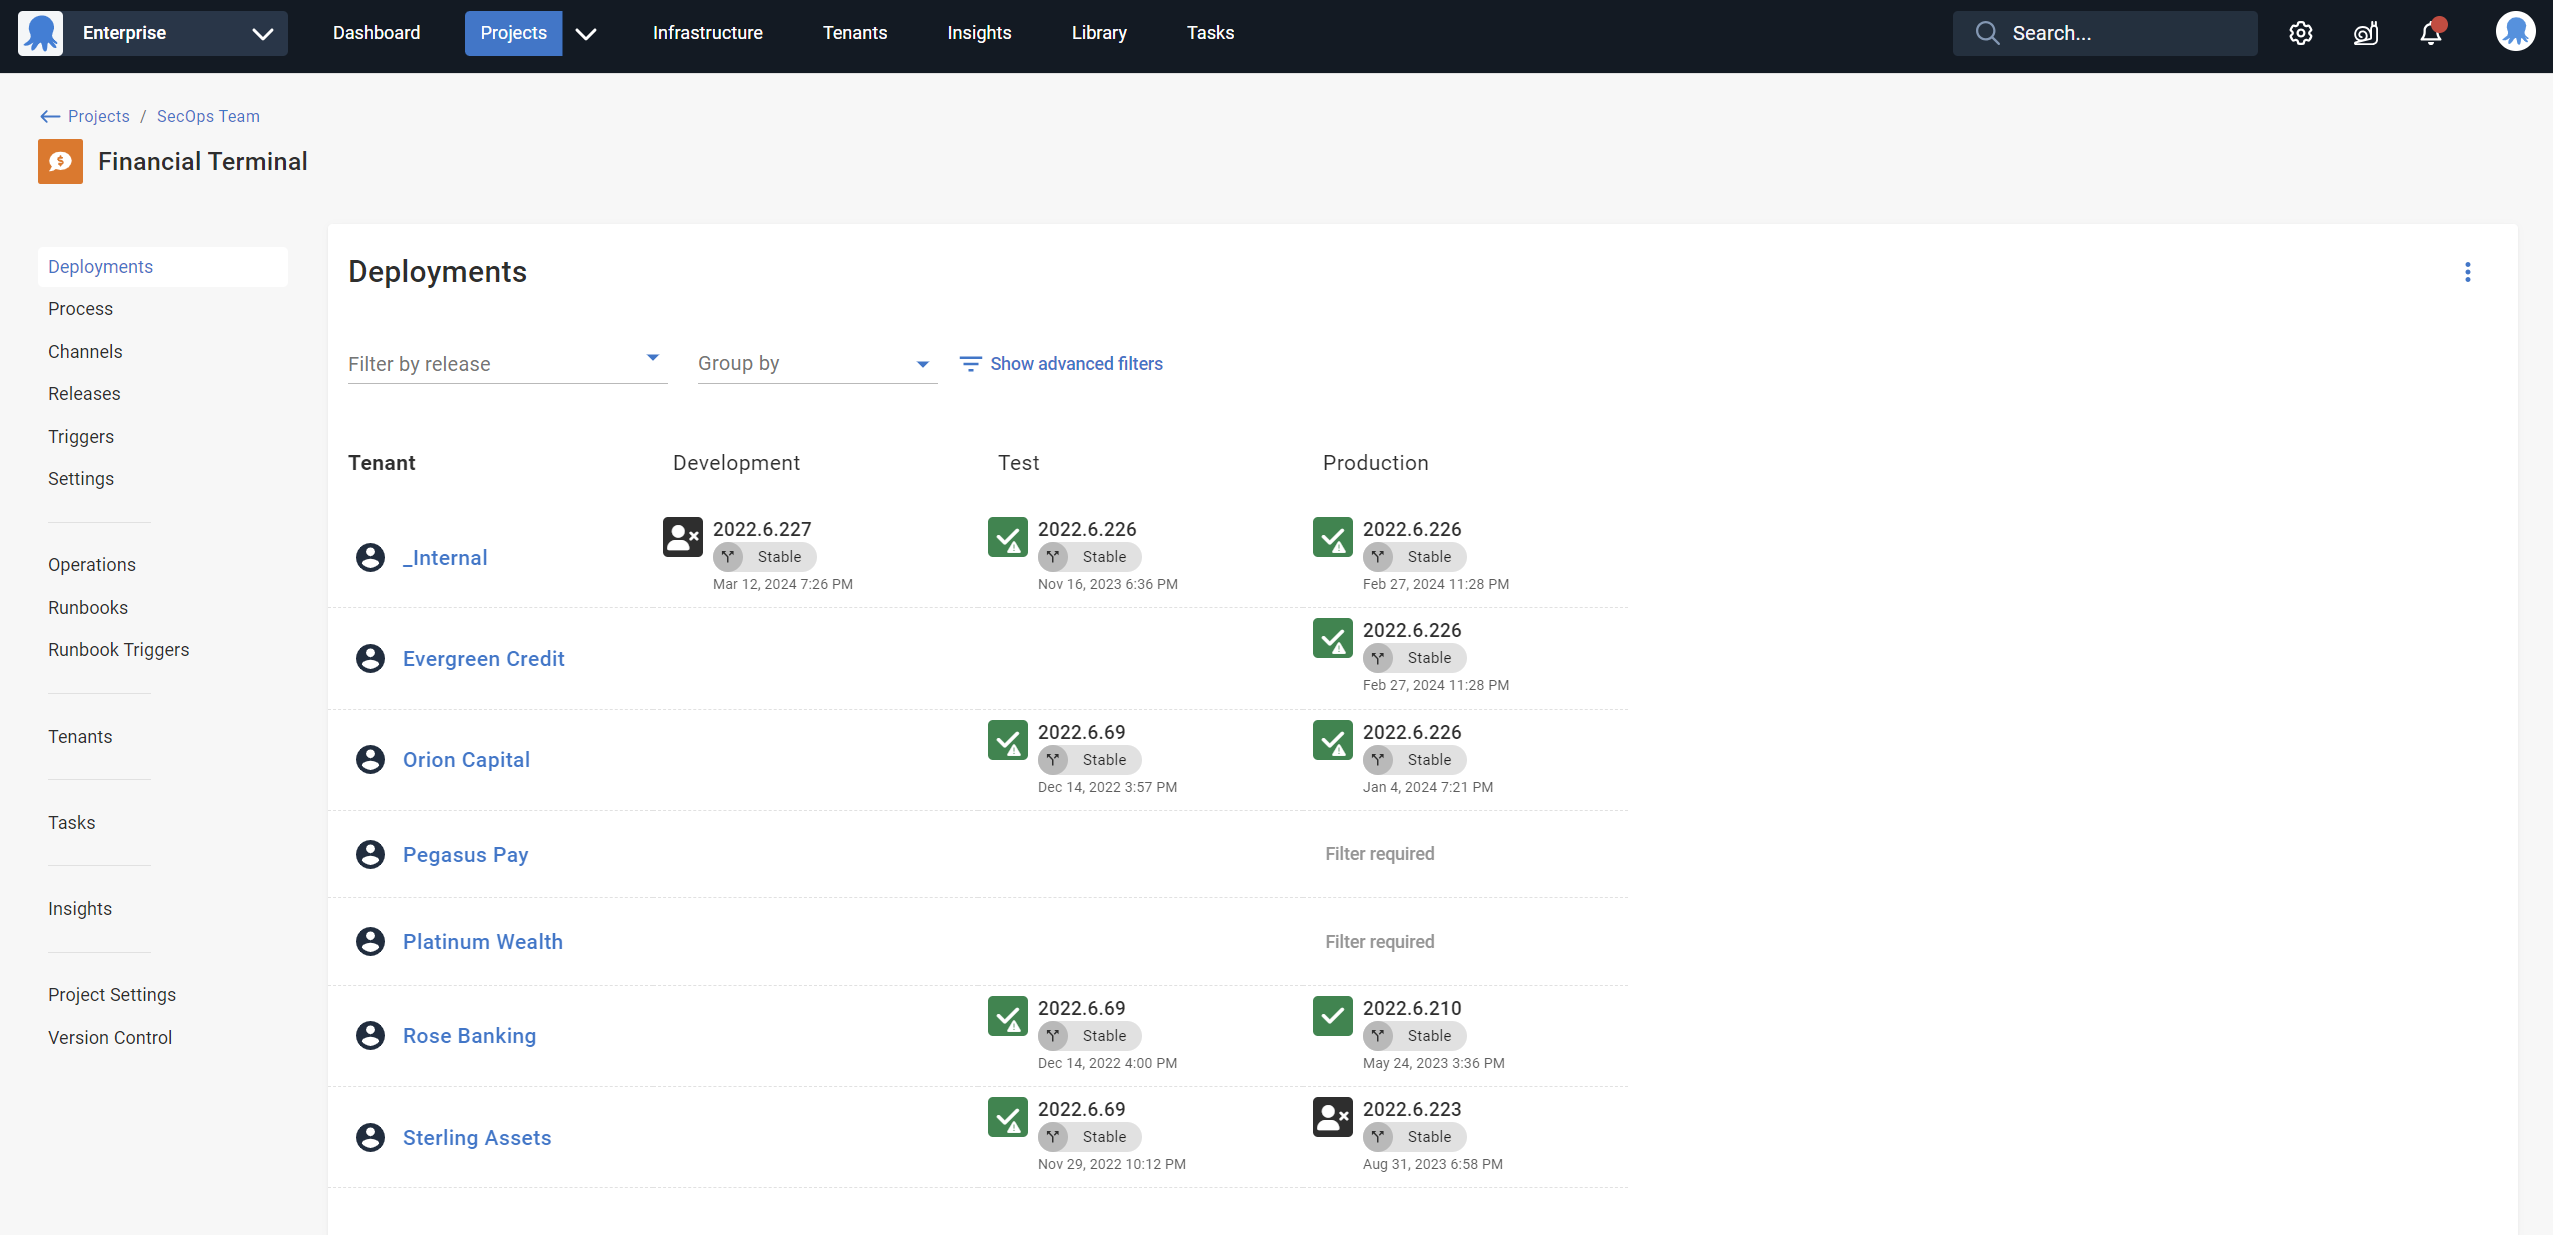 Enterprise
Dashboard
Projects
Infrastructure
Tenants
Insights
Library
Tasks
Search...
Projects / SecOps Team
Financial Terminal
Deployments
Process
Channels
Releases
Triggers
Settings
Operations
Runbooks
Runbook Triggers
Tenants
Tasks
Insights
Project Settings
Version Control
Deployments
Filter by release
Group by
Show advanced filters
Tenant
Development
Test
Production
_Internal
2022.6.227
Stable
Mar 12, 2024 7:26 PM
2022.6.226
Stable
Nov 16, 2023 6:36 PM
2022.6.226
Stable
Feb 27, 2024 11:28 PM
Evergreen Credit
2022.6.226
Stable
Feb 27, 2024 11:28 PM
Orion Capital
2022.6.69
Stable
Dec 14, 2022 3:57 PM
2022.6.226
Stable
Jan 4, 2024 7:21 PM
Pegasus Pay
Filter required
Platinum Wealth
Filter required
Rose Banking
2022.6.69
Stable
Dec 14, 2022 4:00 PM
2022.6.210
Stable
May 24, 2023 3:36 PM
Sterling Assets
2022.6.69
Stable
Nov 29, 2022 10:12 PM
2022.6.223
Stable
Aug 31, 2023 6:58 PM